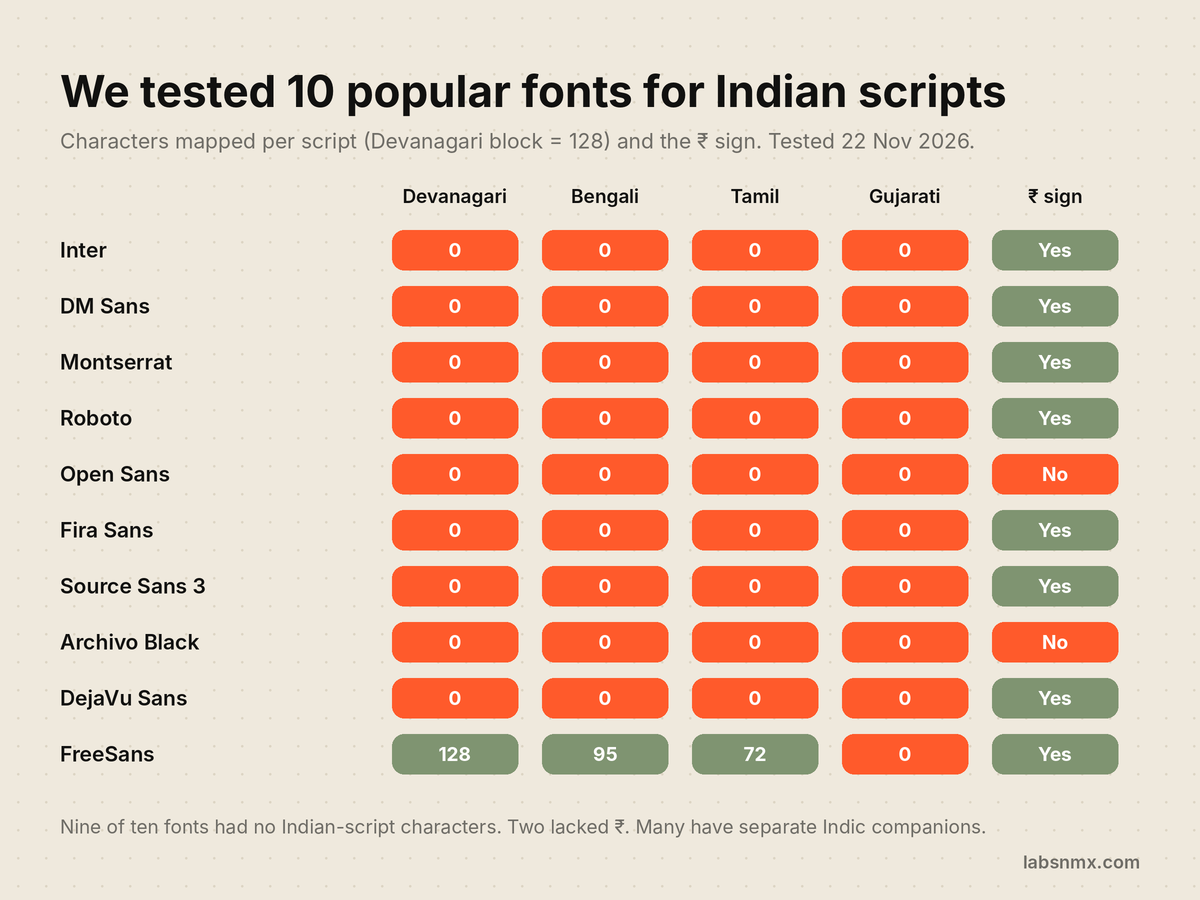 We tested 10 popular fonts for Indian scripts
Characters mapped per script (Devanagari block = 128) and the ₹ sign. Tested 22 Nov 2026.
Devanagari Bengali Tamil Gujarati ₹ sign
Inter 0 0 0 0 Yes
DM Sans 0 0 0 0 Yes
Montserrat 0 0 0 0 Yes
Roboto 0 0 0 0 Yes
Open Sans 0 0 0 0 No
Fira Sans 0 0 0 0 Yes
Source Sans 3 0 0 0 0 Yes
Archivo Black 0 0 0 0 No
DejaVu Sans 0 0 0 0 Yes
FreeSans 128 95 72 0 Yes
Nine of ten fonts had no Indian-script characters. Two lacked ₹. Many have separate Indic companions.
labsnmx.com